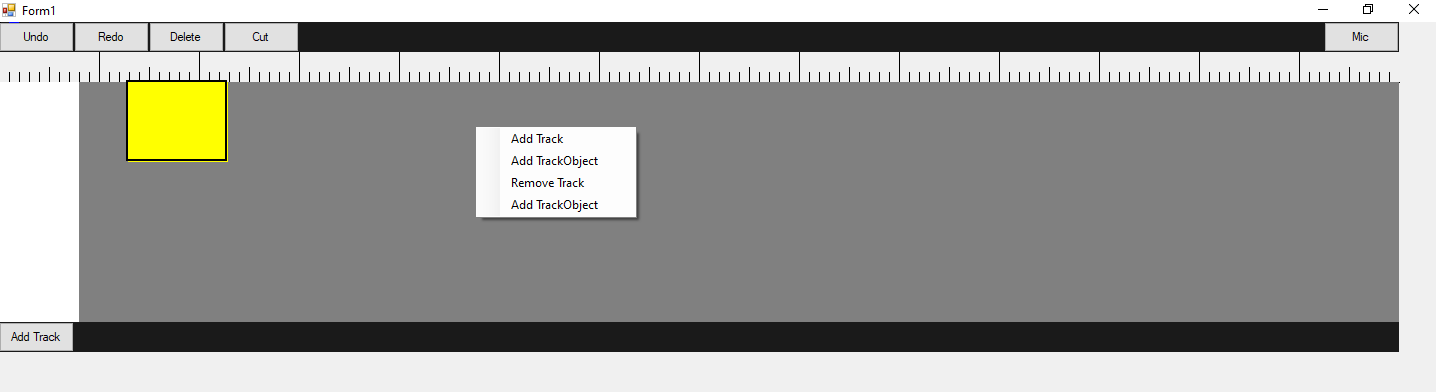 Form1
Undo Redo Delete Cut Mic
Add Track
Add TrackObject
Remove Track
Add TrackObject
Add Track